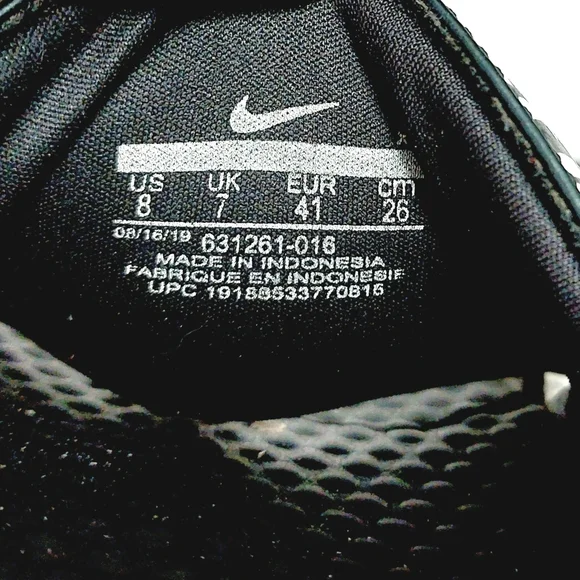 US UK EUR cm
8 7 41 26
08/16/19 631261-016
MADE IN INDONESIA
FABRIQUE EN INDONESIE
UPC 19188533770815